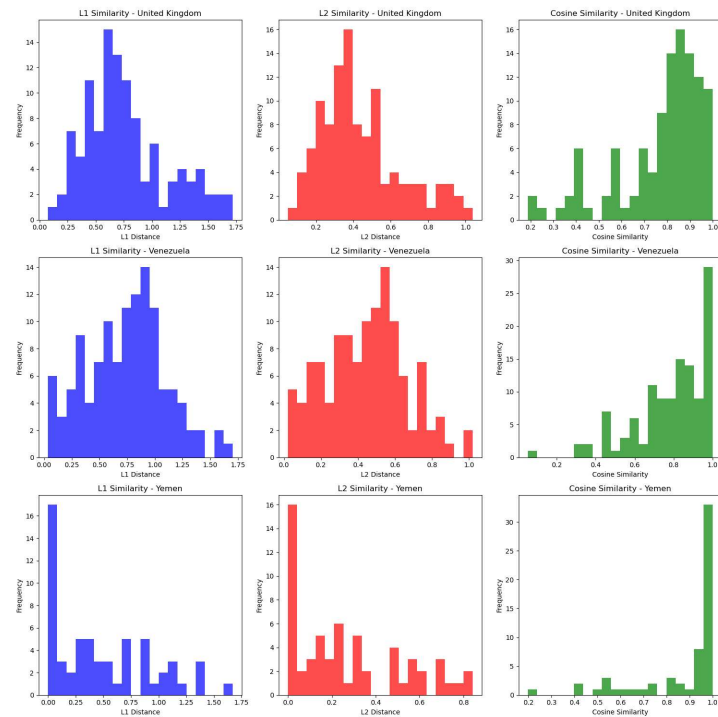 L1 Similarity - United Kingdom
L2 Similarity - United Kingdom
Cosine Similarity - United Kingdom
Frequency
14
12
10
8
6
4
2
0
0.00 0.25 0.50 0.75 1.00 1.25 1.50 1.75
L1 Distance
Frequency
16
14
12
10
8
6
4
2
0
0.2 0.4 0.6 0.8 1.0
L2 Distance
Frequency
16
14
12
10
8
6
4
2
0
0.2 0.3 0.4 0.5 0.6 0.7 0.8 0.9 1.0
Cosine Similarity
L1 Similarity - Venezuela
L2 Similarity - Venezuela
Cosine Similarity - Venezuela
Frequency
14
12
10
8
6
4
2
0
0.00 0.25 0.50 0.75 1.00 1.25 1.50 1.75
L1 Distance
Frequency
14
12
10
8
6
4
2
0
0.0 0.2 0.4 0.6 0.8 1.0
L2 Distance
Frequency
30
25
20
15
10
5
0
0.2 0.4 0.6 0.8 1.0
Cosine Similarity
L1 Similarity - Yemen
L2 Similarity - Yemen
Cosine Similarity - Yemen
Frequency
16
14
12
10
8
6
4
2
0
0.00 0.25 0.50 0.75 1.00 1.25 1.50 1.75
L1 Distance
Frequency
16
14
12
10
8
6
4
2
0
0.0 0.2 0.4 0.6 0.8
L2 Distance
Frequency
30
25
20
15
10
5
0
0.2 0.3 0.4 0.5 0.6 0.7 0.8 0.9 1.0
Cosine Similarity